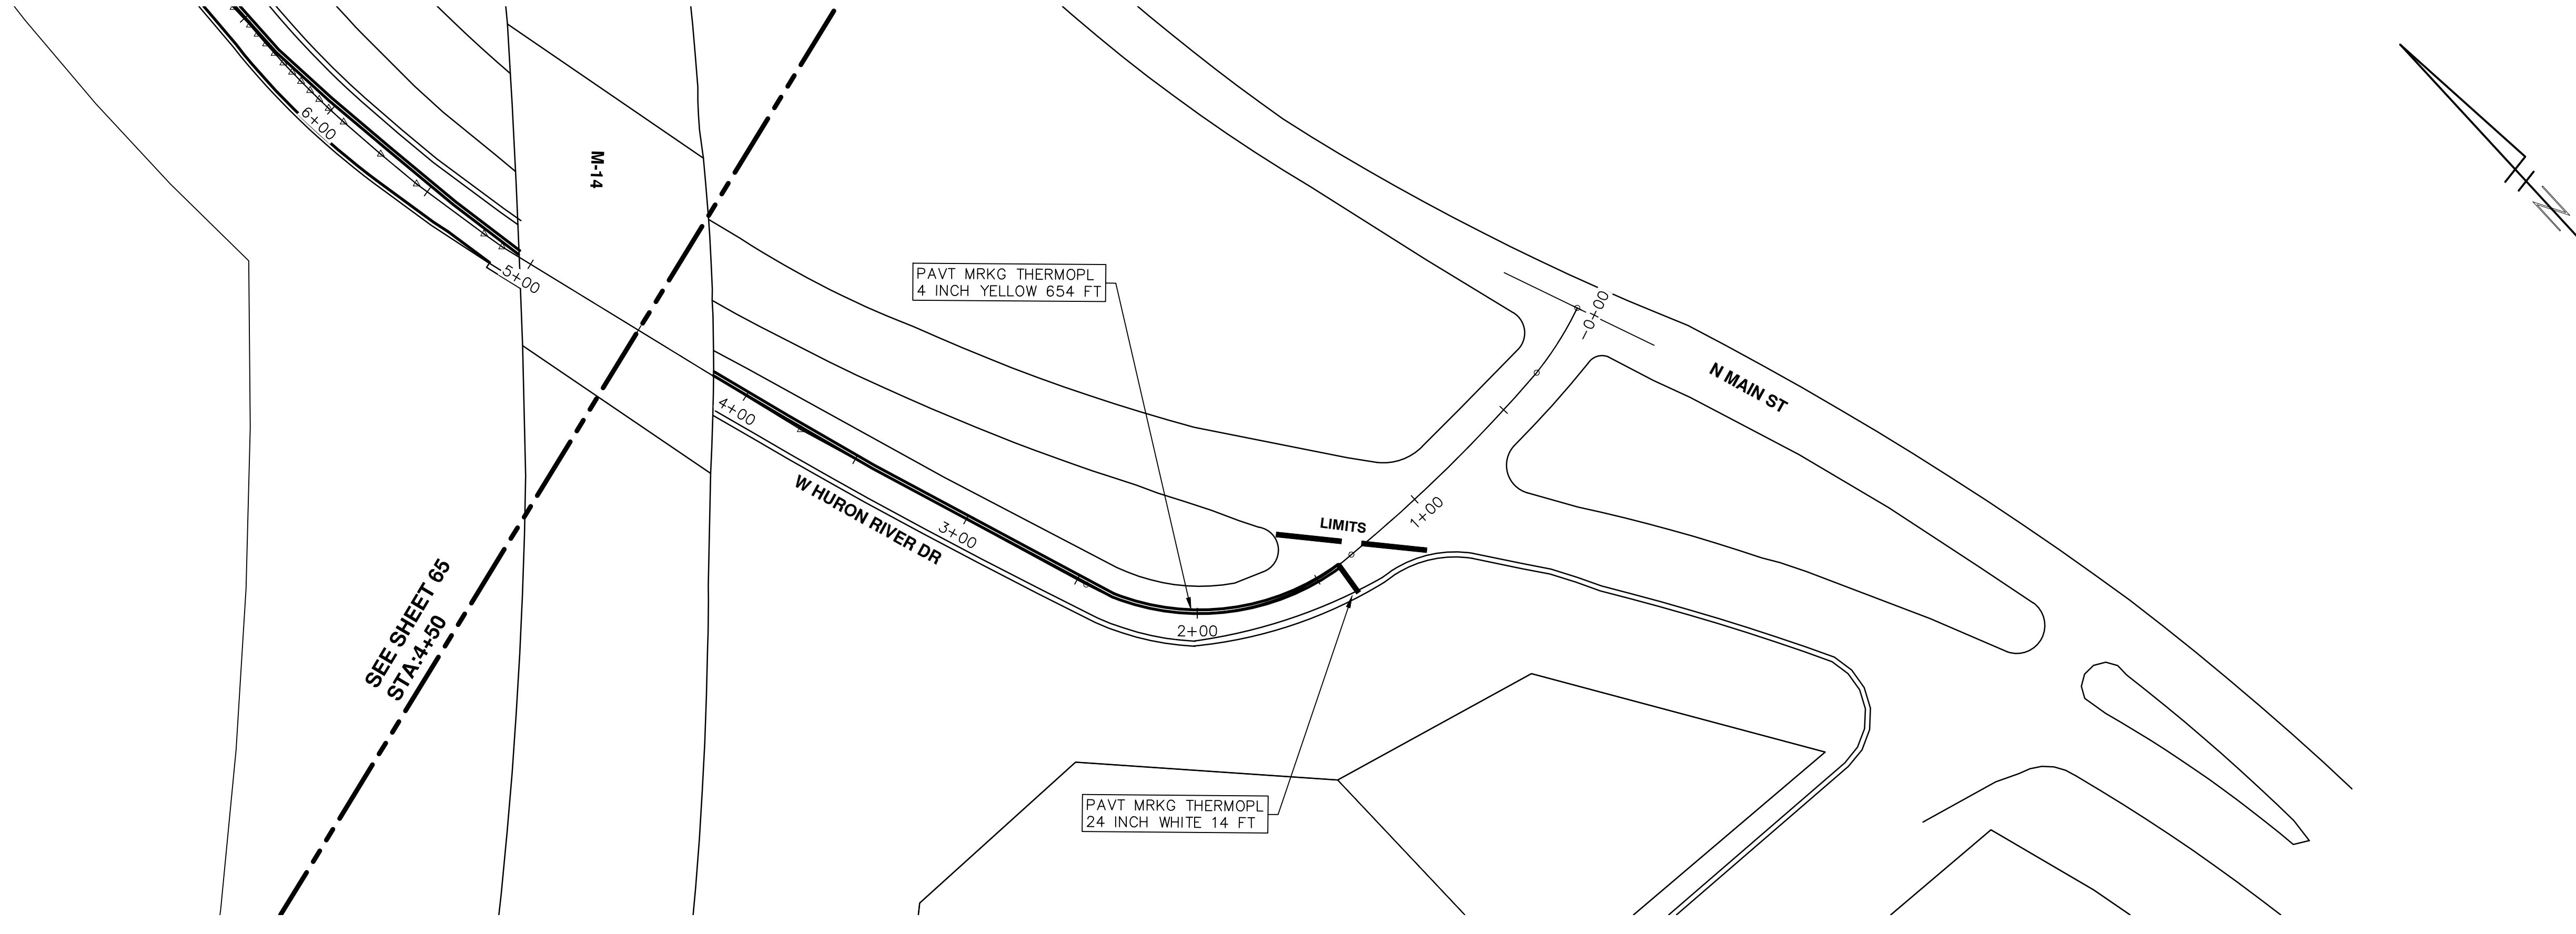 6+00
M-14
5+00
PAVT MRKG THERMOPL
4 INCH YELLOW 654 FT
-0+00
N MAIN ST
4+00
W HURON RIVER DR
3+00
LIMITS
1+00
2+00
SEE SHEET 65
STA:4+50
PAVT MRKG THERMOPL
24 INCH WHITE 14 FT
N